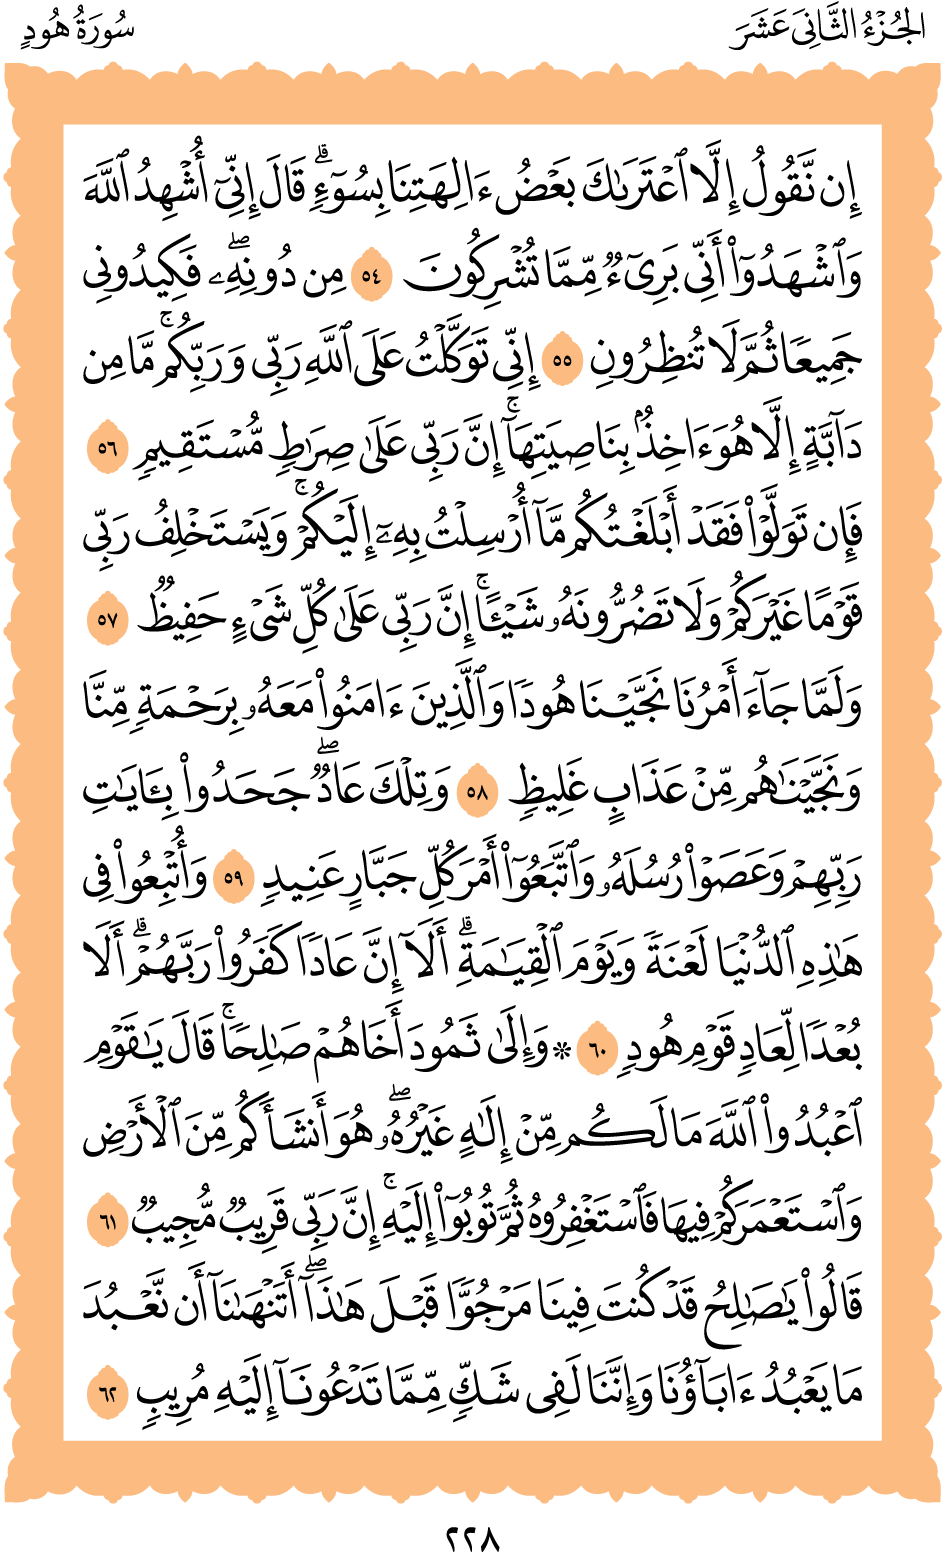 الجُزْءُ الثَّانِيَ عَشَرَ
سُورَةُ هُودٍ
إِن نَّقُولُ إِلَّا ٱعۡتَرَىٰكَ بَعۡضُ ءَالِهَتِنَا بِسُوٓءٖۗ قَالَ إِنِّيٓ أُشۡهِدُ ٱللَّهَ
وَٱشۡهَدُوٓاْ أَنِّي بَرِيٓءٞ مِّمَّا تُشۡرِكُونَ ٥٤ مِن دُونِهِۦۖ فَكِيدُونِي
جَمِيعٗا ثُمَّ لَا تُنظِرُونِ ٥٥ إِنِّي تَوَكَّلۡتُ عَلَى ٱللَّهِ رَبِّي وَرَبِّكُمۚ مَّا مِن
دَآبَّةٍ إِلَّا هُوَ ءَاخِذُۢ بِنَاصِيَتِهَآۚ إِنَّ رَبِّي عَلَىٰ صِرَٰطٖ مُّسۡتَقِيمٖ ٥٦
فَإِن تَوَلَّوۡاْ فَقَدۡ أَبۡلَغۡتُكُم مَّآ أُرۡسِلۡتُ بِهِۦٓ إِلَيۡكُمۡۚ وَيَسۡتَخۡلِفُ رَبِّي
قَوۡمًا غَيۡرَكُمۡ وَلَا تَضُرُّونَهُۥ شَيۡـًٔاۚ إِنَّ رَبِّي عَلَىٰ كُلِّ شَيۡءٍ حَفِيظٞ ٥٧
وَلَمَّا جَآءَ أَمۡرُنَا نَجَّيۡنَا هُودٗا وَٱلَّذِينَ ءَامَنُواْ مَعَهُۥ بِرَحۡمَةٖ مِّنَّا
وَنَجَّيۡنَٰهُم مِّنۡ عَذَابٍ غَلِيظٖ ٥٨ وَتِلۡكَ عَادٞۖ جَحَدُواْ بِـَٔايَٰتِ
رَبِّهِمۡ وَعَصَوۡاْ رُسُلَهُۥ وَٱتَّبَعُوٓاْ أَمۡرَ كُلِّ جَبَّارٍ عَنِيدٖ ٥٩ وَأُتۡبِعُواْ فِي
هَٰذِهِ ٱلدُّنۡيَا لَعۡنَةٗ وَيَوۡمَ ٱلۡقِيَٰمَةِۗ أَلَآ إِنَّ عَادٗا كَفَرُواْ رَبَّهُمۡۗ أَلَا
بُعۡدٗا لِّعَادٖ قَوۡمِ هُودٖ ٦٠ ۞ وَإِلَىٰ ثَمُودَ أَخَاهُمۡ صَٰلِحٗاۚ قَالَ يَٰقَوۡمِ
ٱعۡبُدُواْ ٱللَّهَ مَا لَكُم مِّنۡ إِلَٰهٍ غَيۡرُهُۥۖ هُوَ أَنشَأَكُم مِّنَ ٱلۡأَرۡضِ
وَٱسۡتَعۡمَرَكُمۡ فِيهَا فَٱسۡتَغۡفِرُوهُ ثُمَّ تُوبُوٓاْ إِلَيۡهِۚ إِنَّ رَبِّي قَرِيبٞ مُّجِيبٞ ٦١
قَالُواْ يَٰصَٰلِحُ قَدۡ كُنتَ فِينَا مَرۡجُوّٗا قَبۡلَ هَٰذَآۖ أَتَنۡهَىٰنَآ أَن نَّعۡبُدَ
مَا يَعۡبُدُ ءَابَآؤُنَا وَإِنَّنَا لَفِي شَكّٖ مِّمَّا تَدۡعُونَآ إِلَيۡهِ مُرِيبٖ ٦٢
٢٢٨